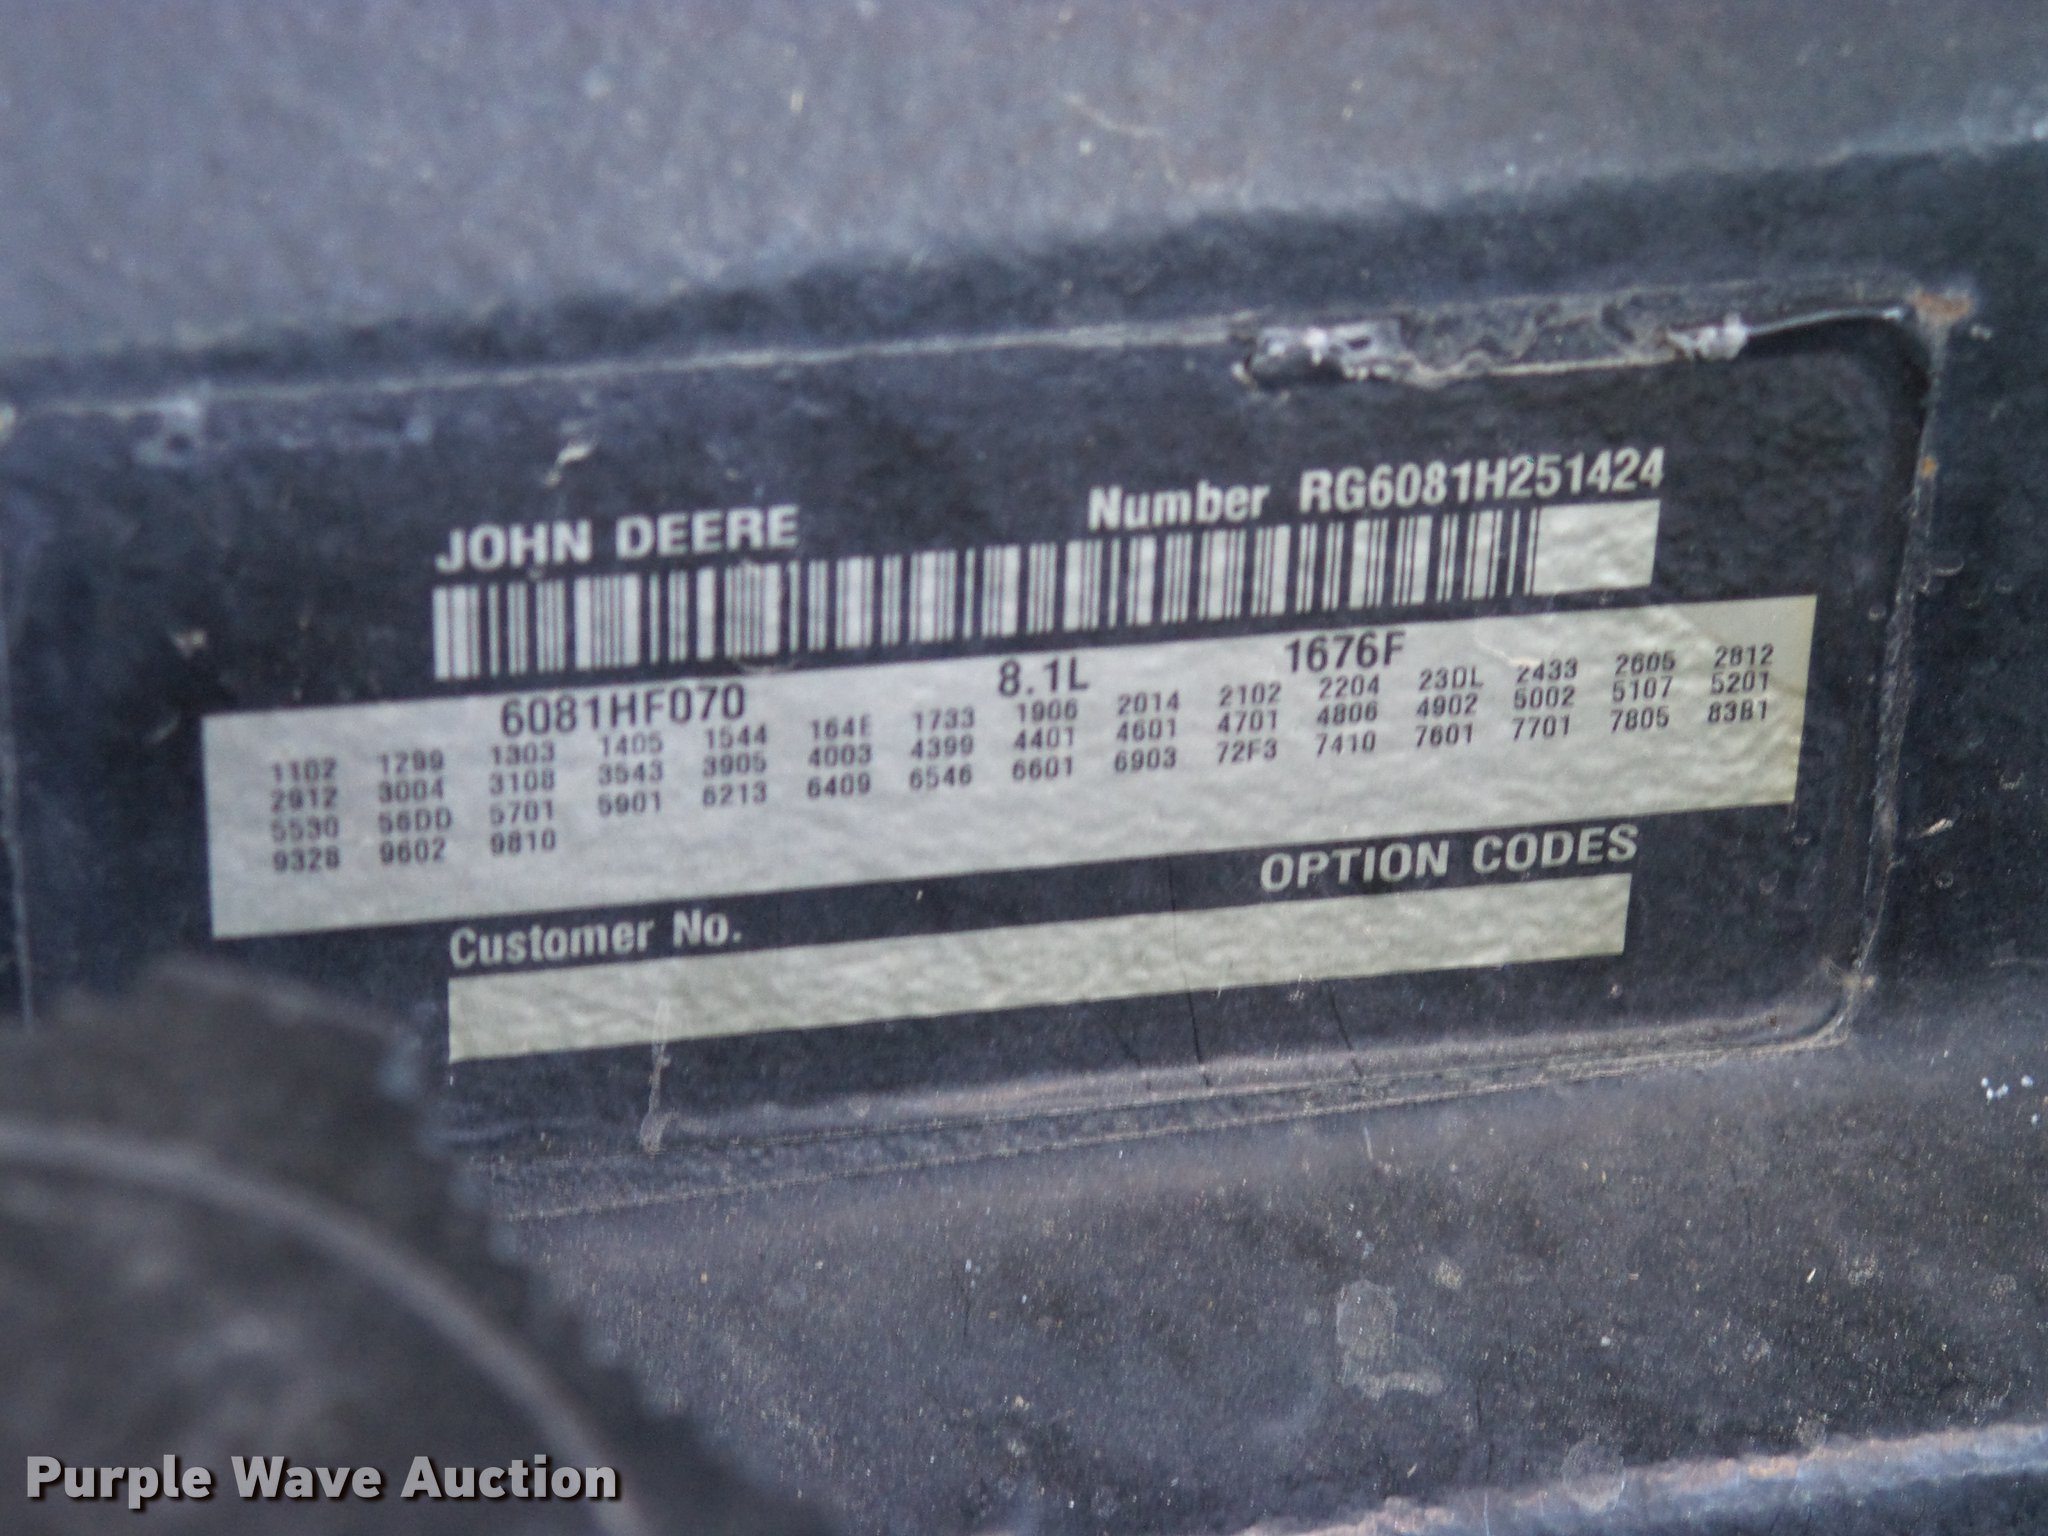 JOHN DEERE Number RG6081H251424
6081HF070 8.1L 1676F
1102 1299 1303 1405 1544 164E 1733 1906 2014 2102 2204 23DL 2433 2605 2812
2912 3004 3108 3543 3905 4003 4399 4401 4601 4701 4806 4902 5002 5107 5201
5530 56DD 5701 5901 6213 6409 6546 6601 6903 72F3 7410 7601 7701 7805 83B1
9328 9602 9810
OPTION CODES
Customer No.
Purple Wave Auction